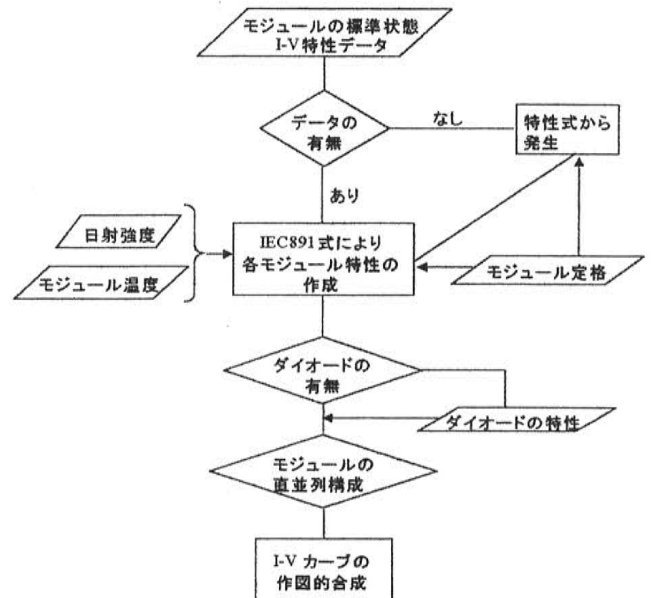 モジュールの標準状態
I-V特性データ
データの
有無
なし
特性式から
発生
あり
日射強度
モジュール温度
IEC891式により
各モジュール特性の
作成
モジュール定格
ダイオードの
有無
ダイオードの特性
モジュールの
直並列構成
I-Vカーブの
作図的合成